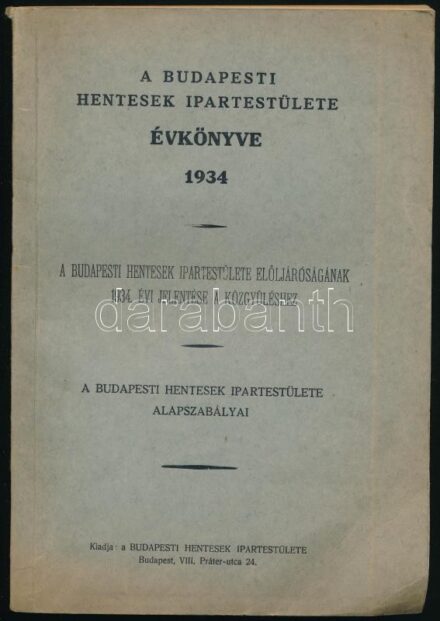 A BUDAPESTI
HENTESEK IPARTESTÜLETE
ÉVKÖNYVE
1934
A BUDAPESTI HENTESEK IPARTESTÜLETE ELŐLJÁRÓSÁGÁNAK
1934. ÉVI JELENTÉSE A KÖZGYŰLÉSHEZ
darabanth
A BUDAPESTI HENTESEK IPARTESTÜLETE
ALAPSZABÁLYAI
Kiadja: a BUDAPESTI HENTESEK IPARTESTÜLETE
Budapest, VIII. Práter-utca 24.